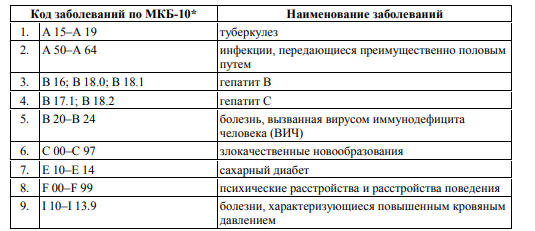 Код заболеваний по МКБ-10* Наименование заболеваний
1. A 15–A 19 туберкулез
2. A 50–A 64 инфекции, передающиеся преимущественно половым
путем
3. B 16; B 18.0; B 18.1 гепатит В
4. B 17.1; B 18.2 гепатит С
5. B 20–B 24 болезнь, вызванная вирусом иммунодефицита
человека (ВИЧ)
6. C 00–C 97 злокачественные новообразования
7. E 10–E 14 сахарный диабет
8. F 00–F 99 психические расстройства и расстройства поведения
9. I 10–I 13.9 болезни, характеризующиеся повышенным кровяным
давлением